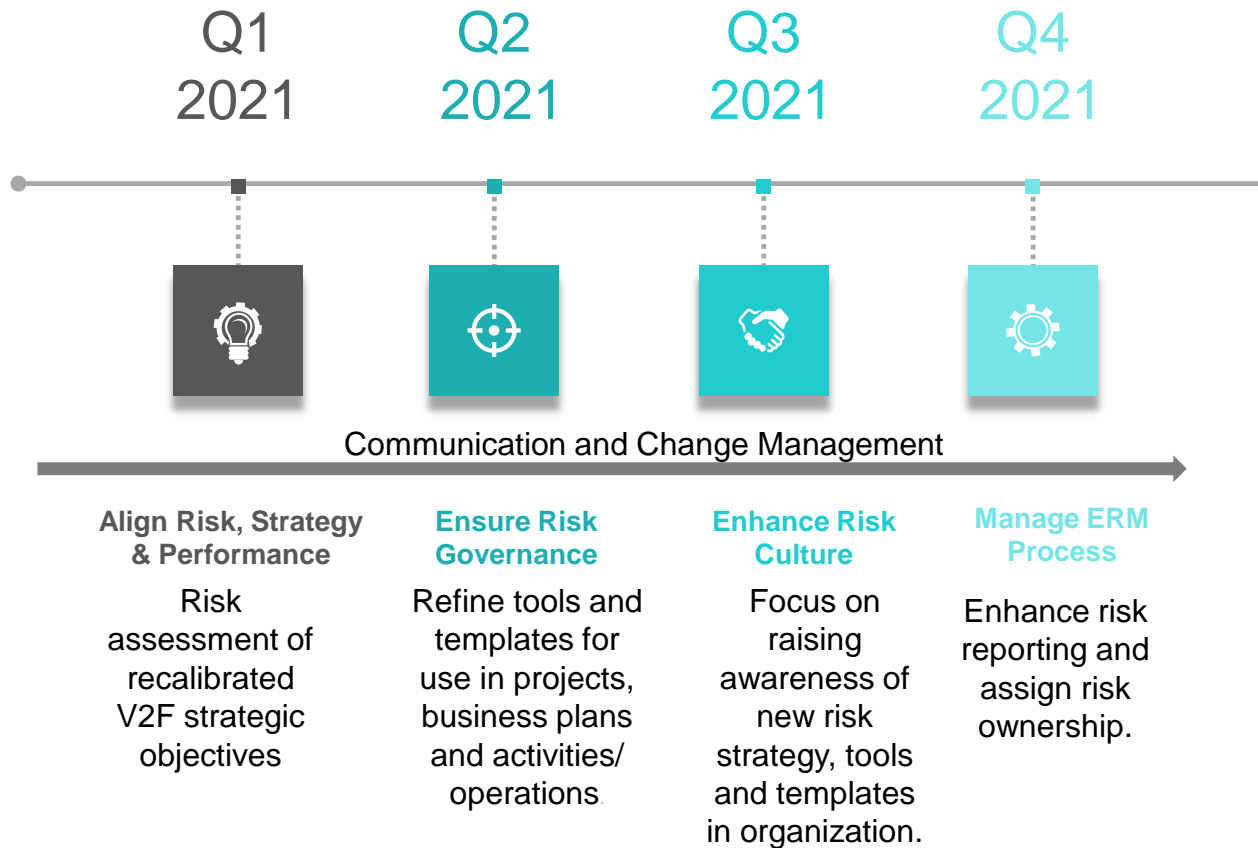 Q1
2021
Q2
2021
Q3
2021
Q4
2021
Communication and Change Management
Align Risk, Strategy
& Performance
Risk
assessment of
recalibrated
V2F strategic
objectives
Ensure Risk
Governance
Refine tools and
templates for
use in projects,
business plans
and activities/
operations.
Enhance Risk
Culture
Focus on
raising
awareness of
new risk
strategy, tools
and templates
in organization.
Manage ERM
Process
Enhance risk
reporting and
assign risk
ownership.